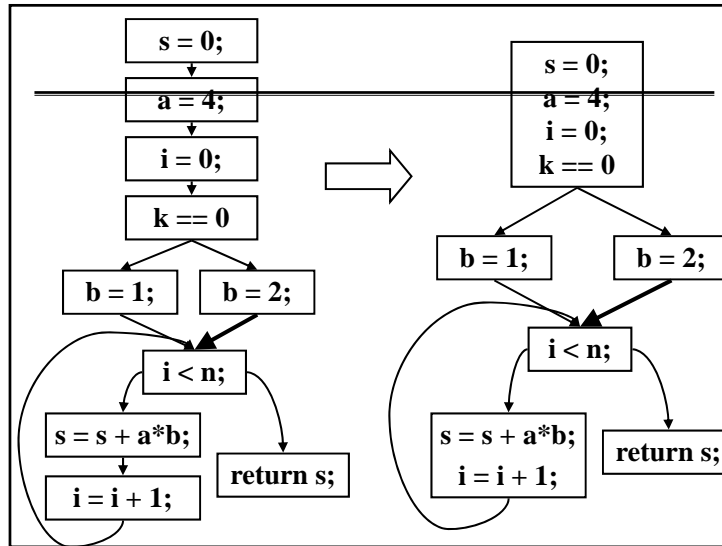 s = 0;
a = 4;
i = 0;
k == 0
b = 1;
b = 2;
i < n;
s = s + a*b;
return s;
i = i + 1;
s = 0;
a = 4;
i = 0;
k == 0
b = 1;
b = 2;
i < n;
s = s + a*b;
i = i + 1;
return s;